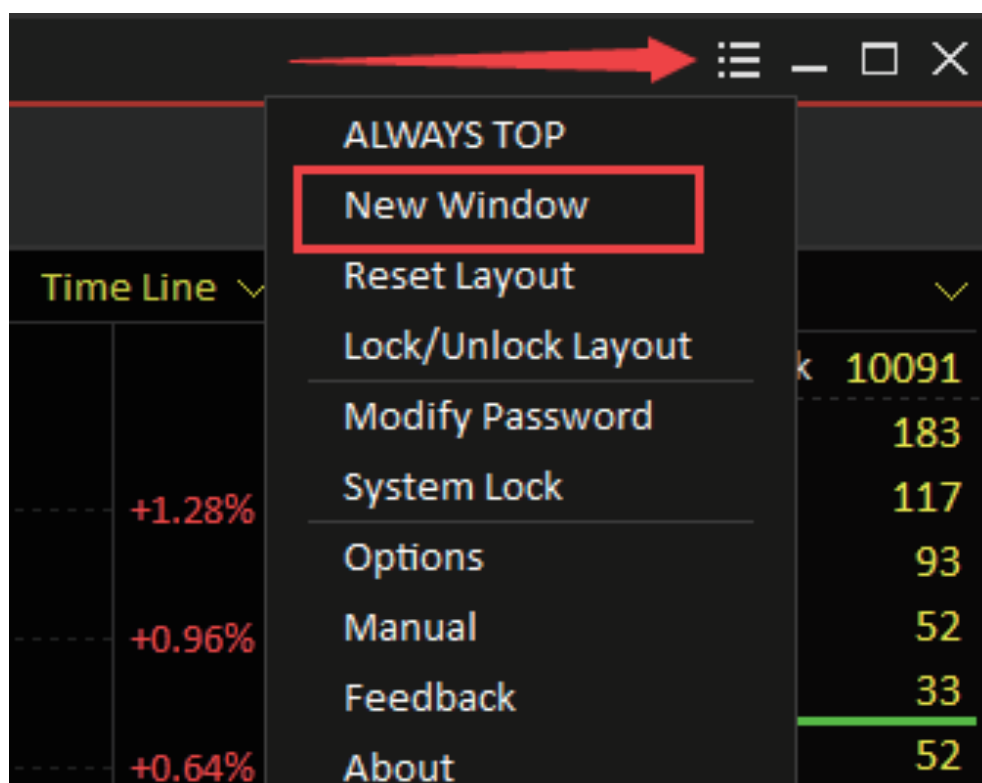 ALWAYS TOP
New Window
Time Line
Reset Layout
Lock/Unlock Layout
k 10091
Modify Password
183
System Lock
117
+1.28%
Options
93
Manual
52
+0.96%
Feedback
33
About
52
+0.64%